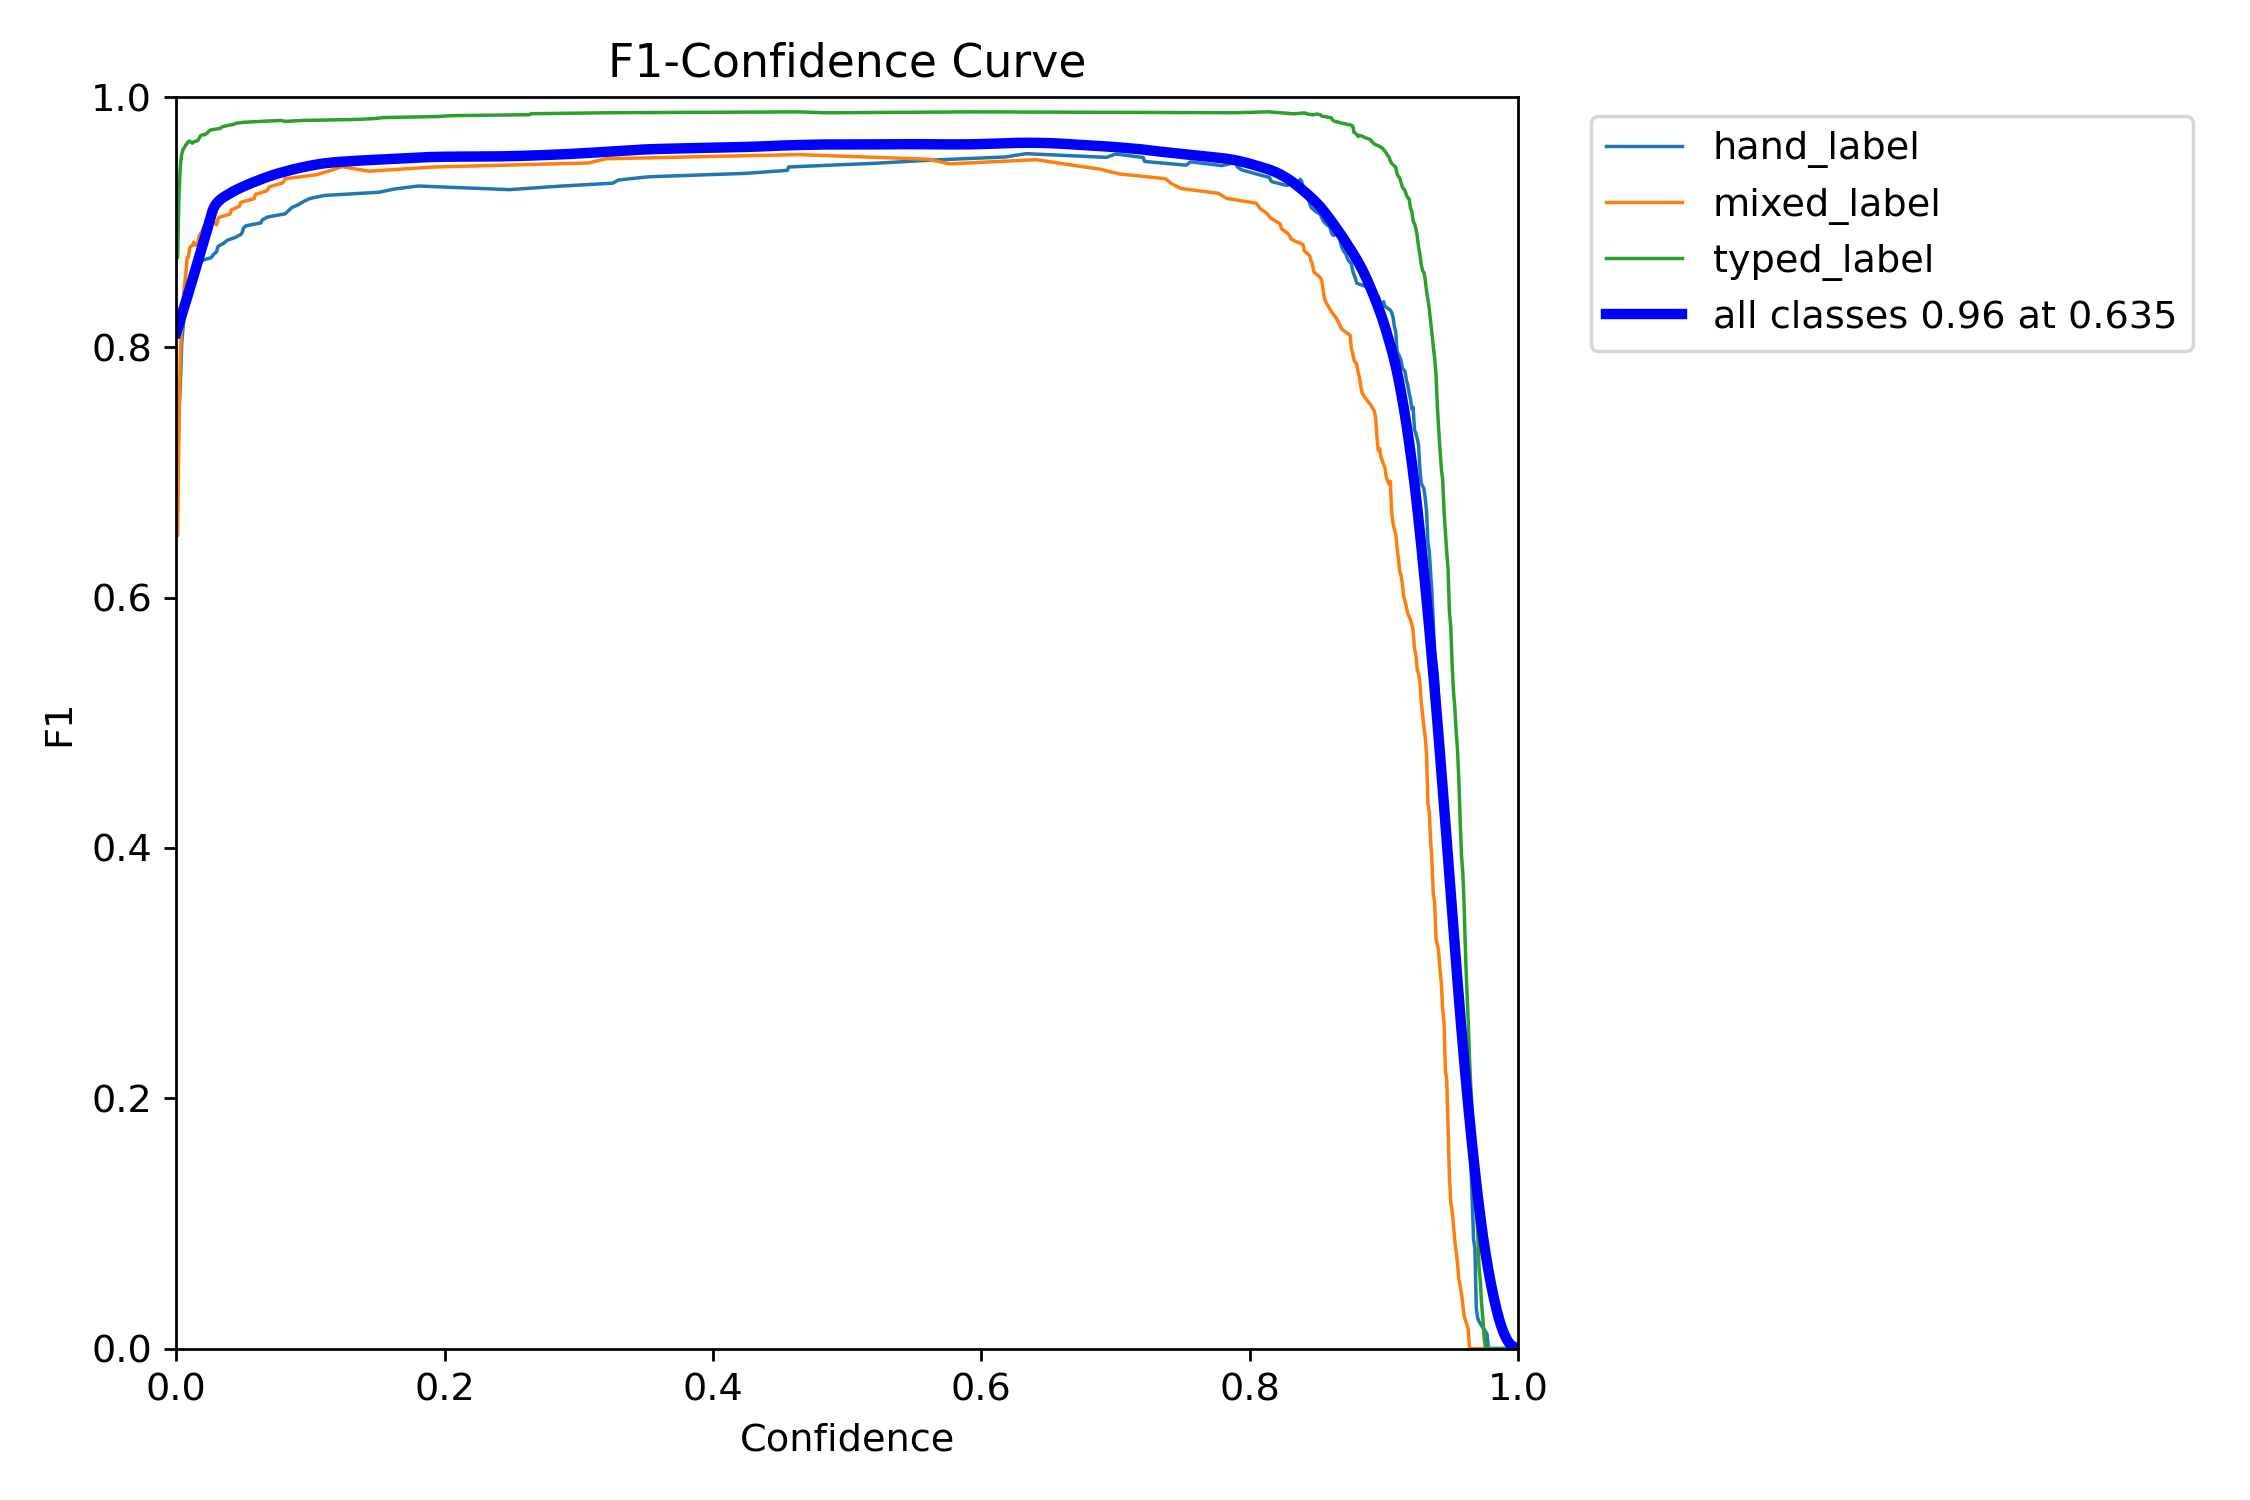 F1-Confidence Curve
1.0
0.8
0.6
0.4
0.2
0.0
F1
0.0 0.2 0.4 0.6 0.8 1.0
Confidence
hand_label
mixed_label
typed_label
all classes 0.96 at 0.635